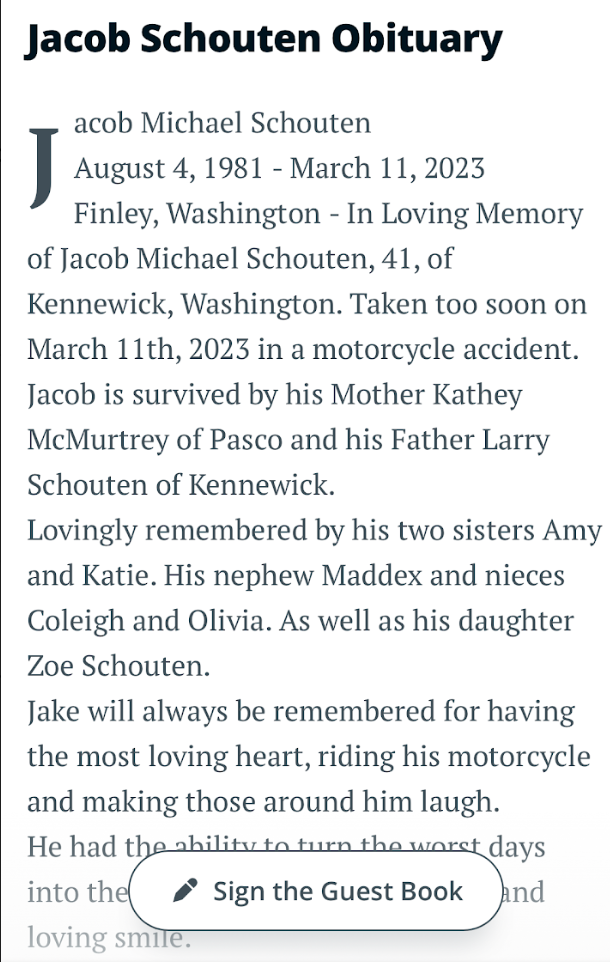 Jacob Schouten Obituary
Jacob Michael Schouten
August 4, 1981 - March 11, 2023
Finley, Washington - In Loving Memory
of Jacob Michael Schouten, 41, of
Kennewick, Washington. Taken too soon on
March 11th, 2023 in a motorcycle accident.
Jacob is survived by his Mother Kathey
McMurtrey of Pasco and his Father Larry
Schouten of Kennewick.
Lovingly remembered by his two sisters Amy
and Katie. His nephew Maddex and nieces
Coleigh and Olivia. As well as his daughter
Zoe Schouten.
Jake will always be remembered for having
the most loving heart, riding his motorcycle
and making those around him laugh.
He had the ability to turn the worst days
into the and
Sign the Guest Book
loving smile.